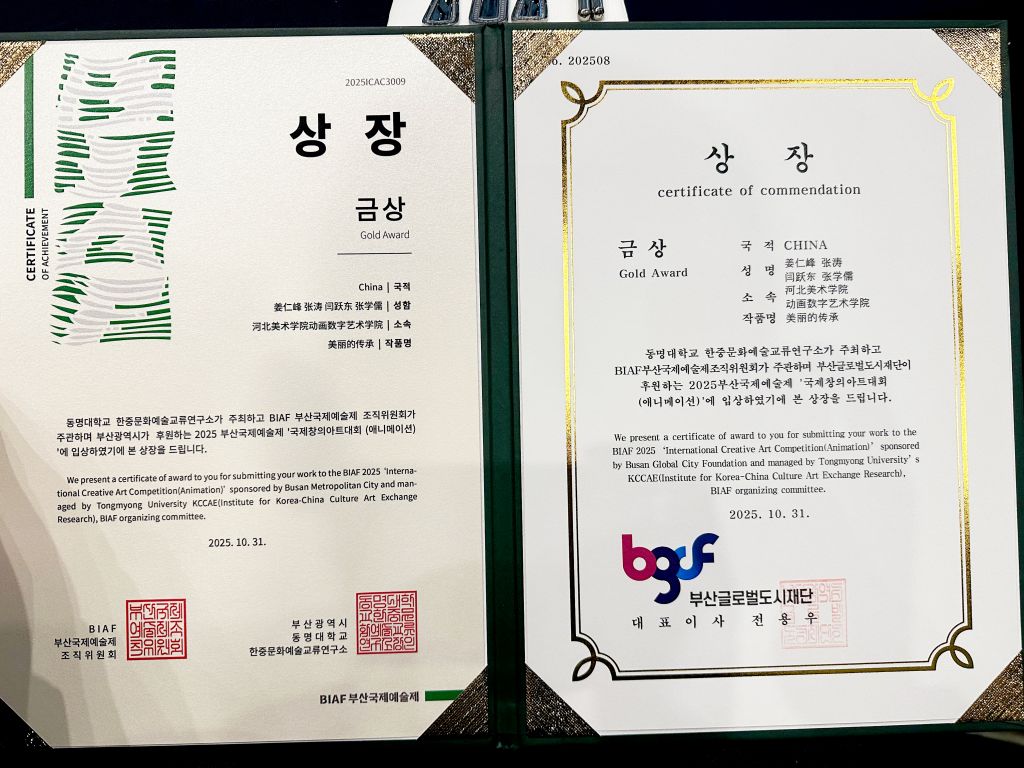 CERTIFICATE
OF ACHIEVEMENT
2025ICAC3009
상 장
금상
Gold Award
China | 국적
姜仁峰 张涛 闫跃东 张学儒 | 성함
河北美术学院动画数字艺术学院 | 소속
美丽的传承 | 작품명
동명대학교 한중문화예술교류연구소가 주최하고 BIAF 부산국제예술제 조직위원회가
주관하며 부산광역시가 후원하는 2025 부산국제예술제 '국제창의아트대회 (애니메이션)
'에 입상하였기에 본 상장을 드립니다.
We present a certificate of award to you for submitting your work to the BIAF 2025 'Interna-
tional Creative Art Competition(Animation)' sponsored by Busan Metropolitan City and man-
aged by Tongmyong University KCCAE(Institute for Korea-China Culture Art Exchange
Research), BIAF organizing committee.
2025. 10. 31.
BIAF
부산국제예술제
조직위원회
부산광역시
동명대학교
한중문화예술교류연구소
BIAF 부산국제예술제
202508
상 장
certificate of commendation
금 상
Gold Award
국 적 CHINA
성 명 姜仁峰 张涛
闫跃东 张学儒
소 속 河北美术学院
动画数字艺术学院
작품명 美丽的传承
동명대학교 한중문화예술교류연구소가 주최하고
BIAF부산국제예술제조직위원회가 주관하며 부산글로벌도시재단이
후원하는 2025부산국제예술제 '국제창의아트대회
(애니메이션)'에 입상하였기에 본 상장을 드립니다.
We present a certificate of award to you for submitting your work to the
BIAF 2025 'International Creative Art Competition(Animation)' sponsored
by Busan Global City Foundation and managed by Tongmyong University's
KCCAE(Institute for Korea-China Culture Art Exchange Research),
BIAF organizing committee.
2025. 10. 31.
bgcf
부산글로벌도시재단
대표이사 전용우